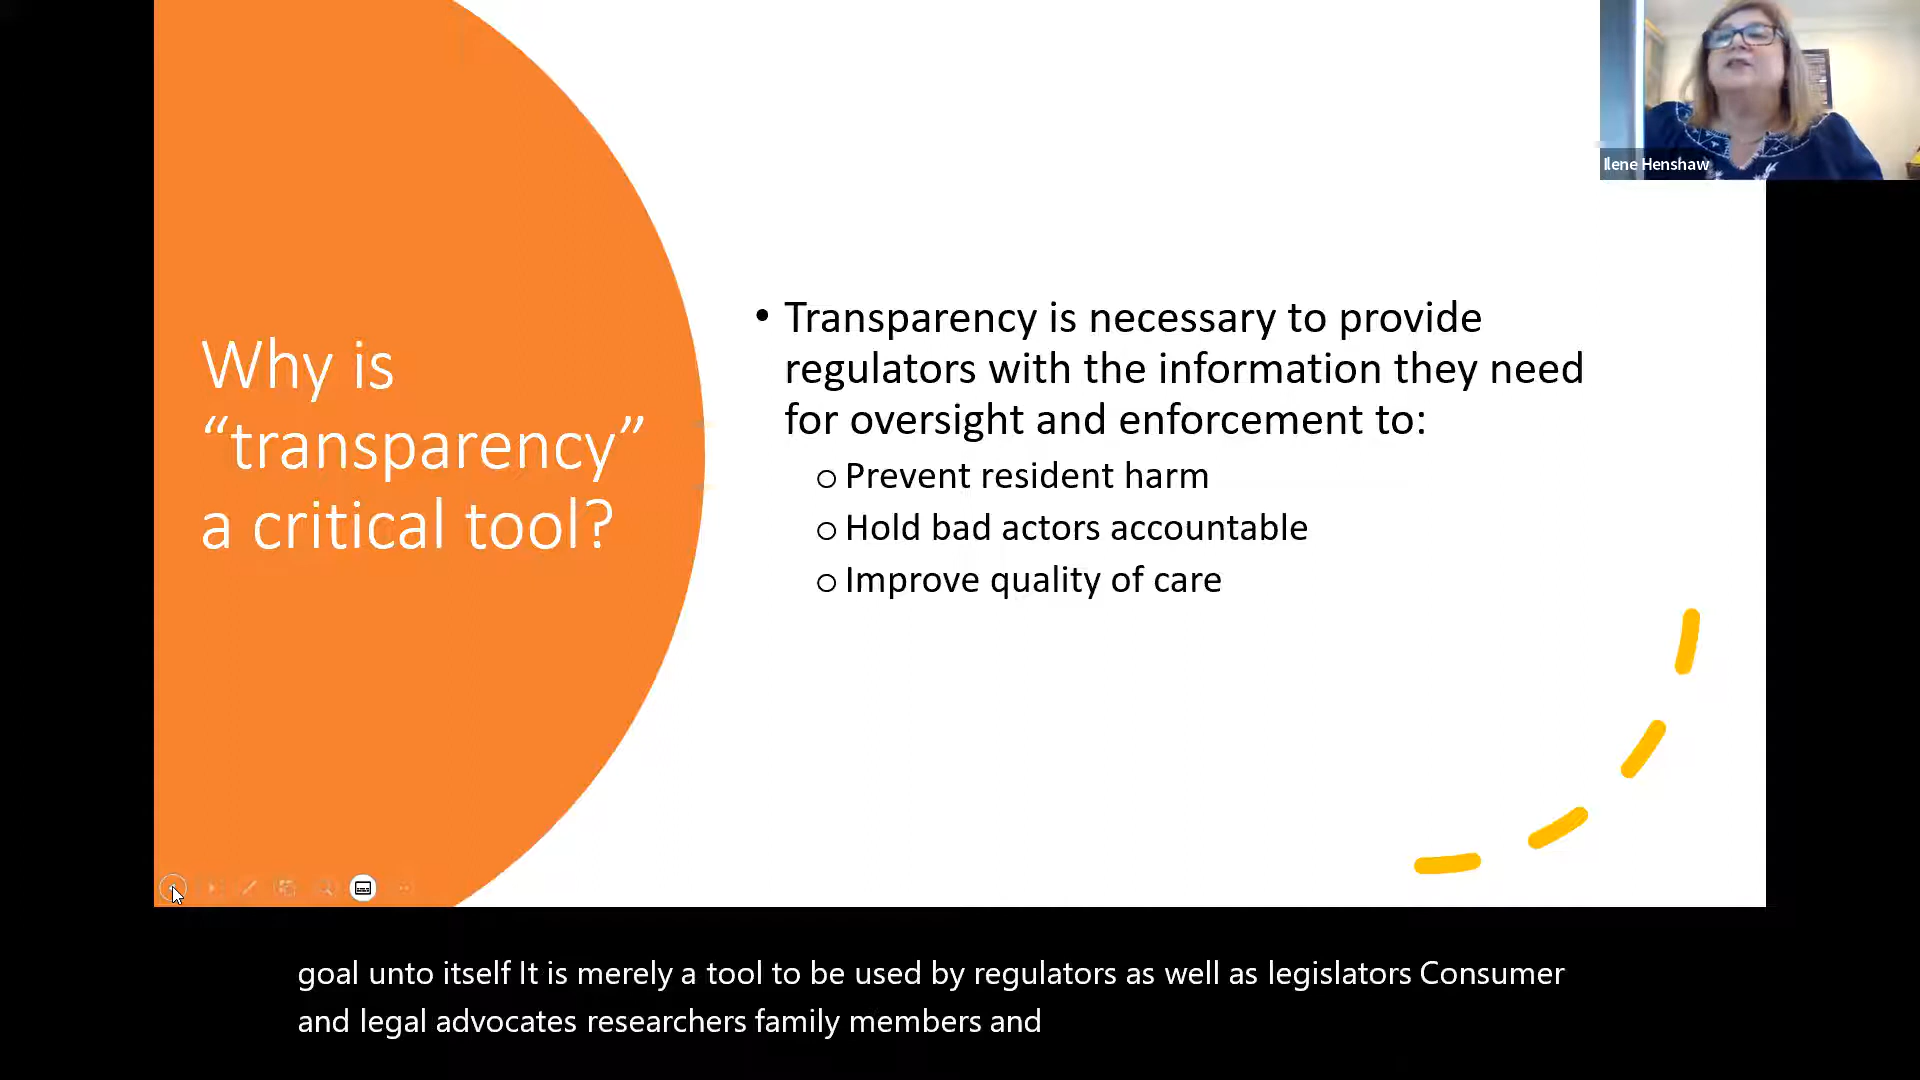 Why is
“transparency”
a critical tool?
• Transparency is necessary to provide
regulators with the information they need
for oversight and enforcement to:
o Prevent resident harm
o Hold bad actors accountable
o Improve quality of care
Ilene Henshaw
goal unto itself It is merely a tool to be used by regulators as well as legislators Consumer
and legal advocates researchers family members and